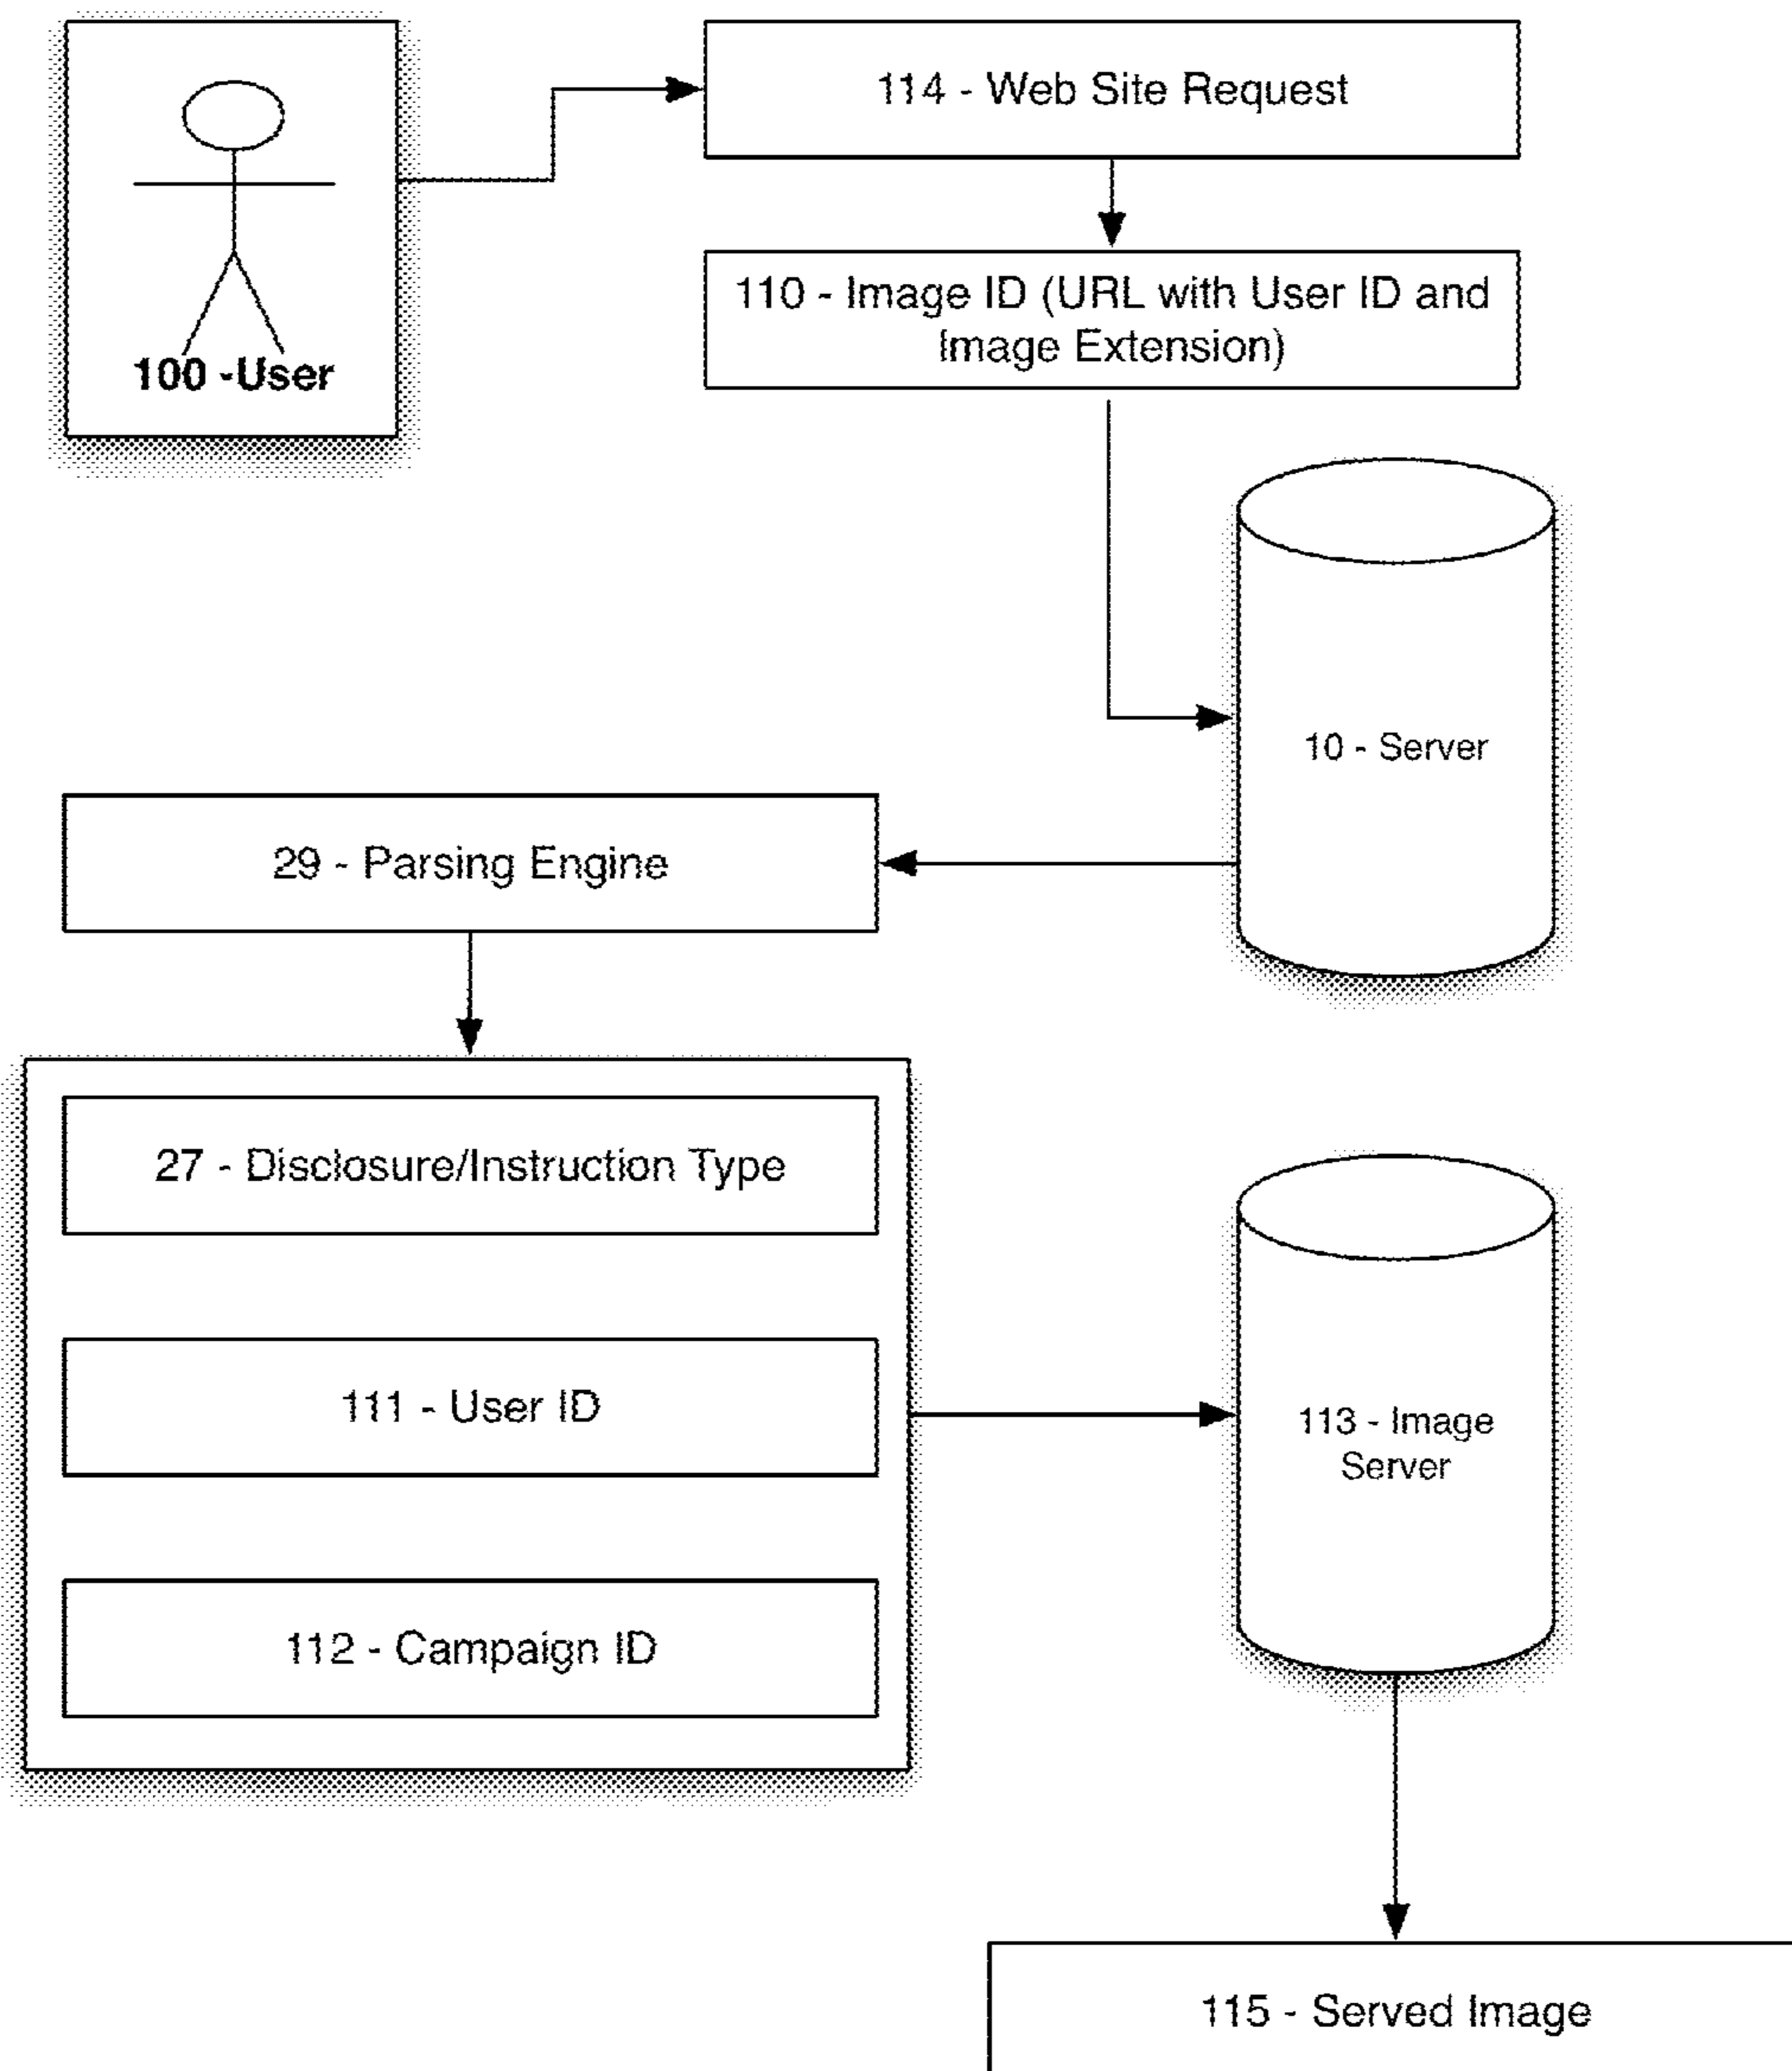 114 - Web Site Request
100 -User
110 - Image ID (URL with User ID and
Image Extension)
10 - Server
29 - Parsing Engine
27 - Disclosure/Instruction Type
111 - User ID
113 - Image
Server
112 - Campaign ID
115 - Served Image